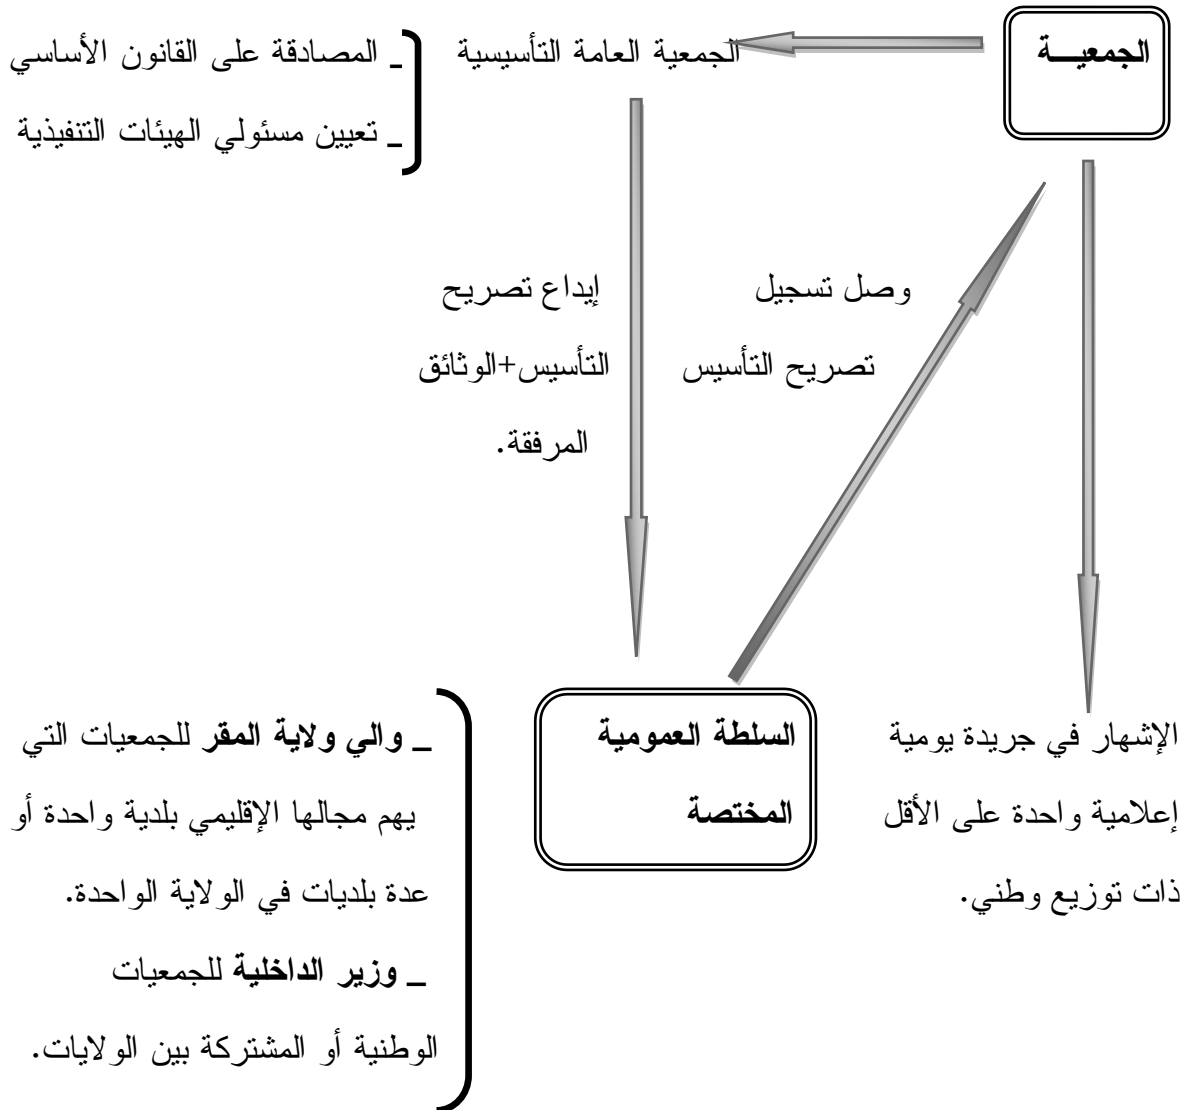 الجمعيـــة
الجمعية العامة التأسيسية
_ المصادقة على القانون الأساسي
_ تعيين مسئولي الهيئات التنفيذية
وصل تسجيل
تصريح التأسيس
إيداع تصريح
التأسيس+الوثائق
المرفقة.
الإشهار في جريدة يومية
إعلامية واحدة على الأقل
ذات توزيع وطني.
السلطة العمومية
المختصة
_ والي ولاية المقر للجمعيات التي
يهم مجالها الإقليمي بلدية واحدة أو
عدة بلديات في الولاية الواحدة.
_ وزير الداخلية للجمعيات
الوطنية أو المشتركة بين الولايات.